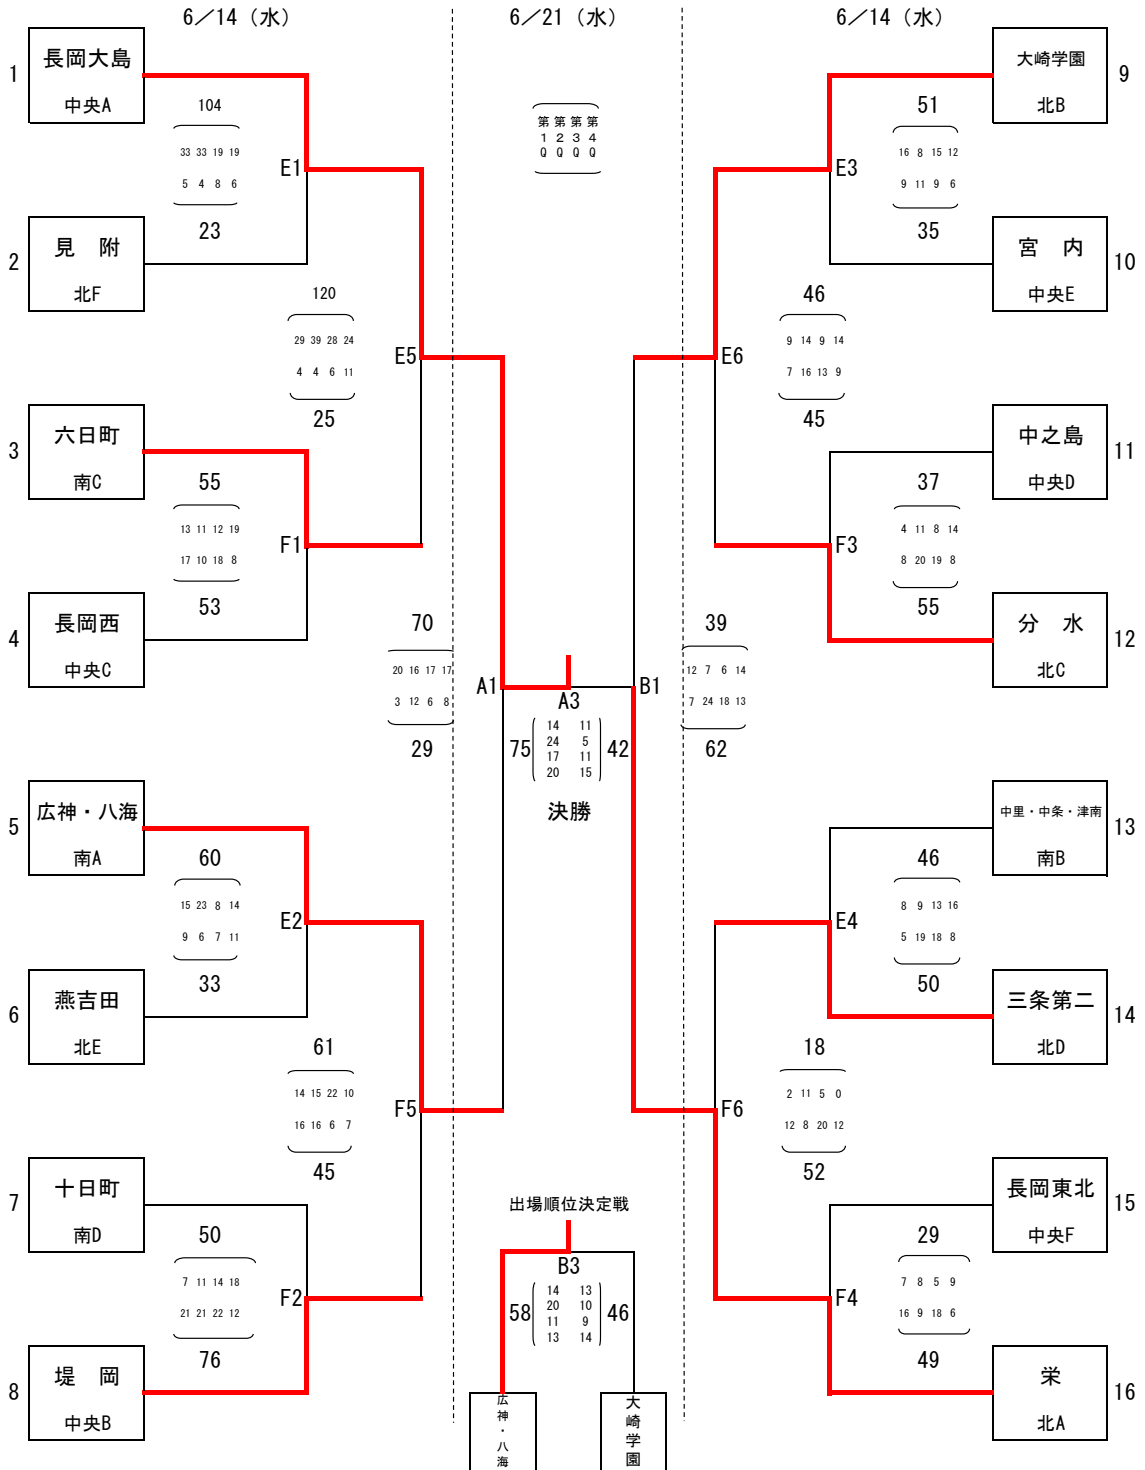 6／14（水）
6／21（水）
6／14（水）
1
長岡大島
中央A
104
33 33 19 19
5 4 8 6
23
E1
2
見　附
北F
120
29 39 28 24
4 4 6 11
25
E5
3
六日町
南C
55
13 11 12 19
17 10 18 8
53
F1
4
長岡西
中央C
70
20 16 17 17
3 12 6 8
29
A1
5
広神・八海
南A
60
15 23 8 14
9 6 7 11
33
E2
6
燕吉田
北E
61
14 15 22 10
16 16 6 7
45
F5
7
十日町
南D
50
7 11 14 18
21 21 22 12
76
F2
8
堤　岡
中央B
第 第 第 第
1 2 3 4
Q Q Q Q
A3
75
14 11
24 5
17 11
20 15
42
決勝
出場順位決定戦
B3
58
14 13
20 10
11 9
13 14
46
広神・八海
大崎学園
大崎学園
北B
9
51
16 8 15 12
9 11 9 6
35
E3
宮　内
中央E
10
46
9 14 9 14
7 16 13 9
45
E6
中之島
中央D
11
37
4 11 8 14
8 20 19 8
55
F3
分　水
北C
12
39
12 7 6 14
7 24 18 13
62
B1
中里・中条・津南
南B
13
46
8 9 13 16
5 19 18 8
50
E4
三条第二
北D
14
18
2 11 5 0
12 8 20 12
52
F6
長岡東北
中央F
15
29
7 8 5 9
16 9 18 6
49
F4
栄
北A
16